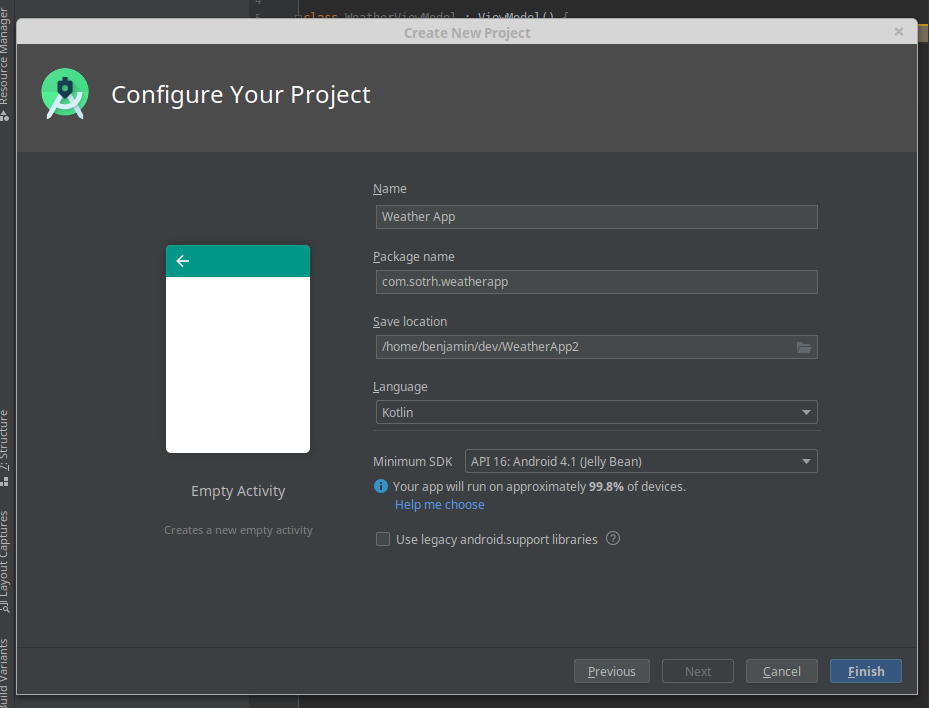 4
5 class WeatherViewModel : ViewModel() {
Create New Project
Resource Manager
Configure Your Project
Name
Weather App
Package name
com.sotrh.weatherapp
Save location
/home/benjamin/dev/WeatherApp2
Language
Kotlin
Minimum SDK API 16: Android 4.1 (Jelly Bean)
Your app will run on approximately 99.8% of devices.
Help me choose
Use legacy android.support libraries ?
Empty Activity
Creates a new empty activity
7: Structure
Layout Captures
Build Variants
Previous Next Cancel Finish